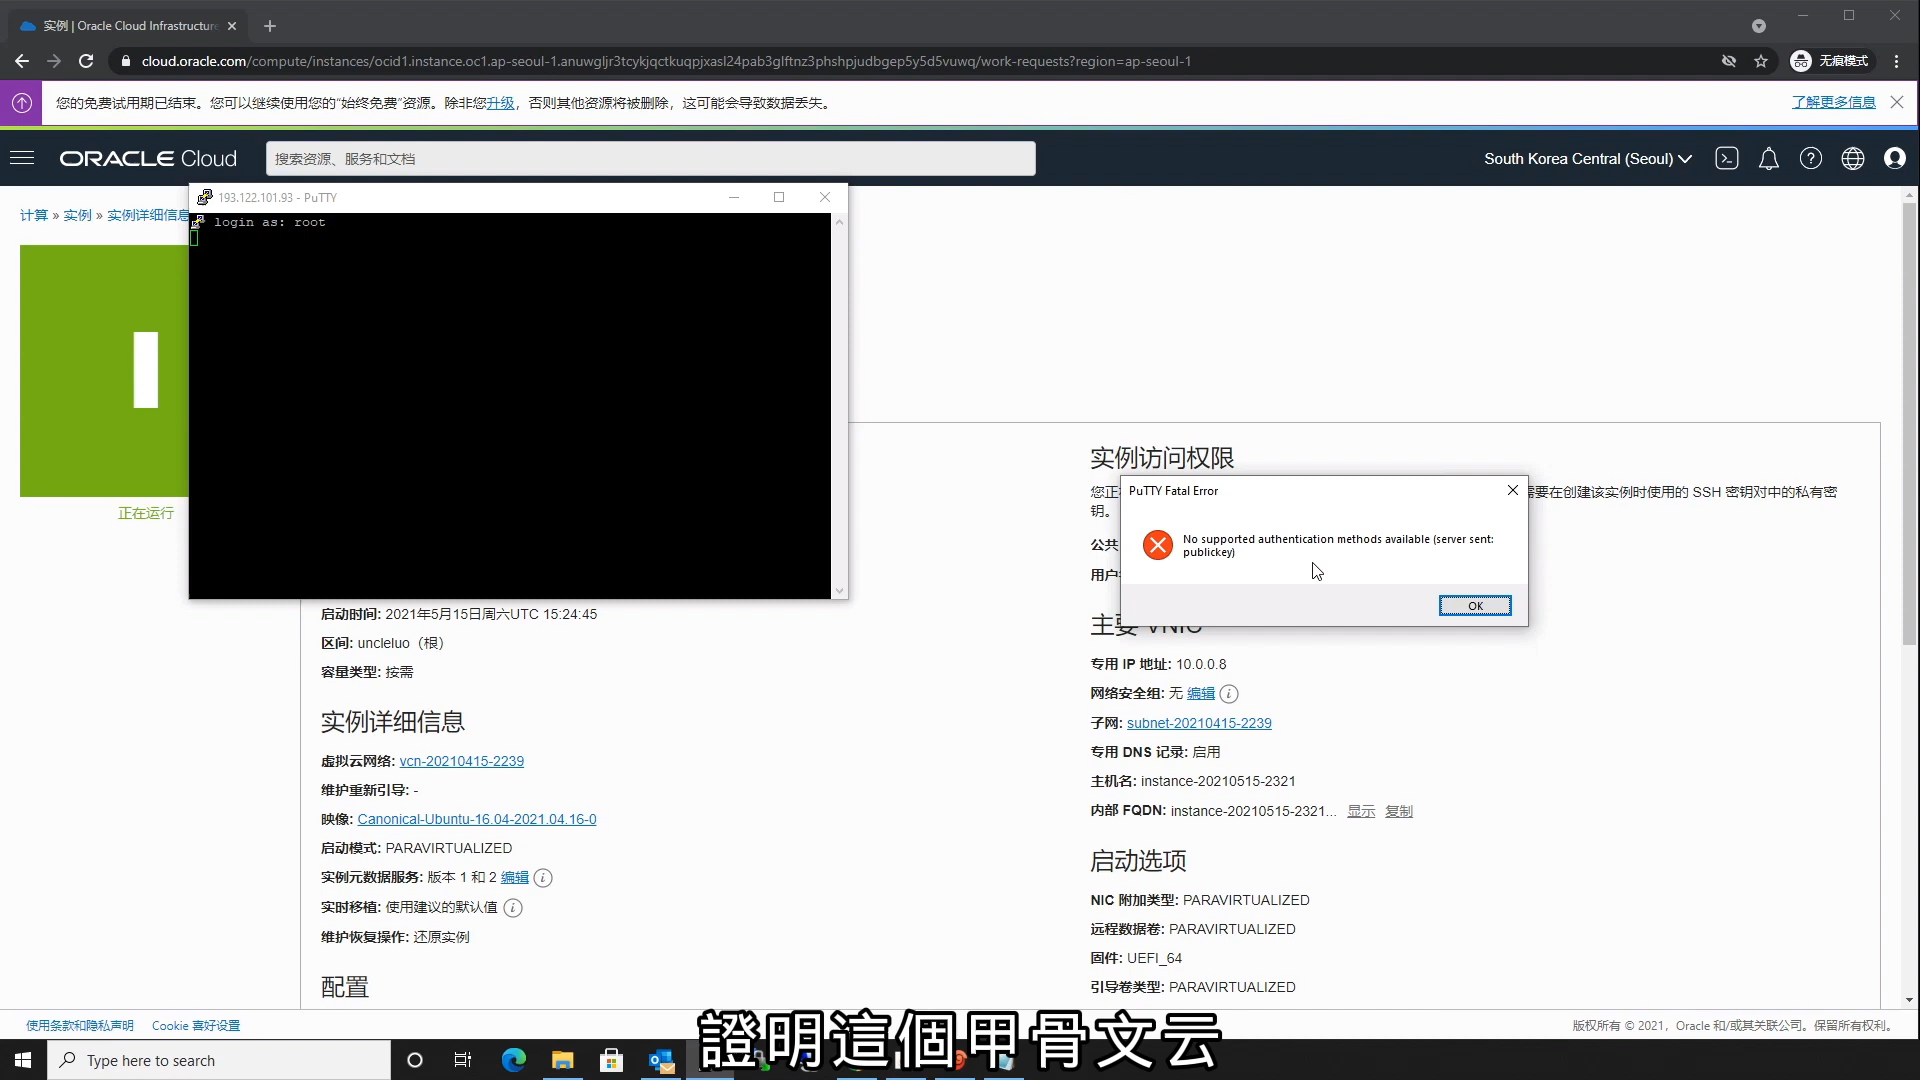 实例 | Oracle Cloud Infrastructure
cloud.oracle.com/compute/instances/ocid1.instance.oc1.ap-seoul-1.anuwgljr3tcykjqctkuqpjxasl24pab3glftnz3phshpjudbgep5y5d5vuwq/work-requests?region=ap-seoul-1
无痕模式
您的免费试用期已结束。您可以继续使用您的“始终免费”资源。除非您升级，否则其他资源将被删除，这可能会导致数据丢失。
了解更多信息
ORACLE Cloud
搜索资源、服务和文档
South Korea Central (Seoul)
计算 » 实例 » 实例详细信息
193.122.101.93 - PuTTY
login as: root
正在运行
启动时间: 2021年5月15日周六UTC 15:24:45
区间: uncleluo（根）
容量类型: 按需
实例详细信息
虚拟云网络: vcn-20210415-2239
维护重新引导: -
映像: Canonical-Ubuntu-16.04-2021.04.16-0
启动模式: PARAVIRTUALIZED
实例元数据服务: 版本 1 和 2 编辑
实时移植: 使用建议的默认值
维护恢复操作: 还原实例
配置
实例访问权限
您正
需要在创建该实例时使用的 SSH 密钥对中的私有密
钥。
公共
用户
PuTTY Fatal Error
No supported authentication methods available (server sent:
publickey)
OK
主要 VNIC
专用 IP 地址: 10.0.0.8
网络安全组: 无 编辑
子网: subnet-20210415-2239
专用 DNS 记录: 启用
主机名: instance-20210515-2321
内部 FQDN: instance-20210515-2321... 显示 复制
启动选项
NIC 附加类型: PARAVIRTUALIZED
远程数据卷: PARAVIRTUALIZED
固件: UEFI_64
引导卷类型: PARAVIRTUALIZED
使用条款和隐私声明 Cookie 喜好设置
版权所有 © 2021，Oracle 和/或其关联公司。保留所有权利。
證明這個甲骨文云
Type here to search